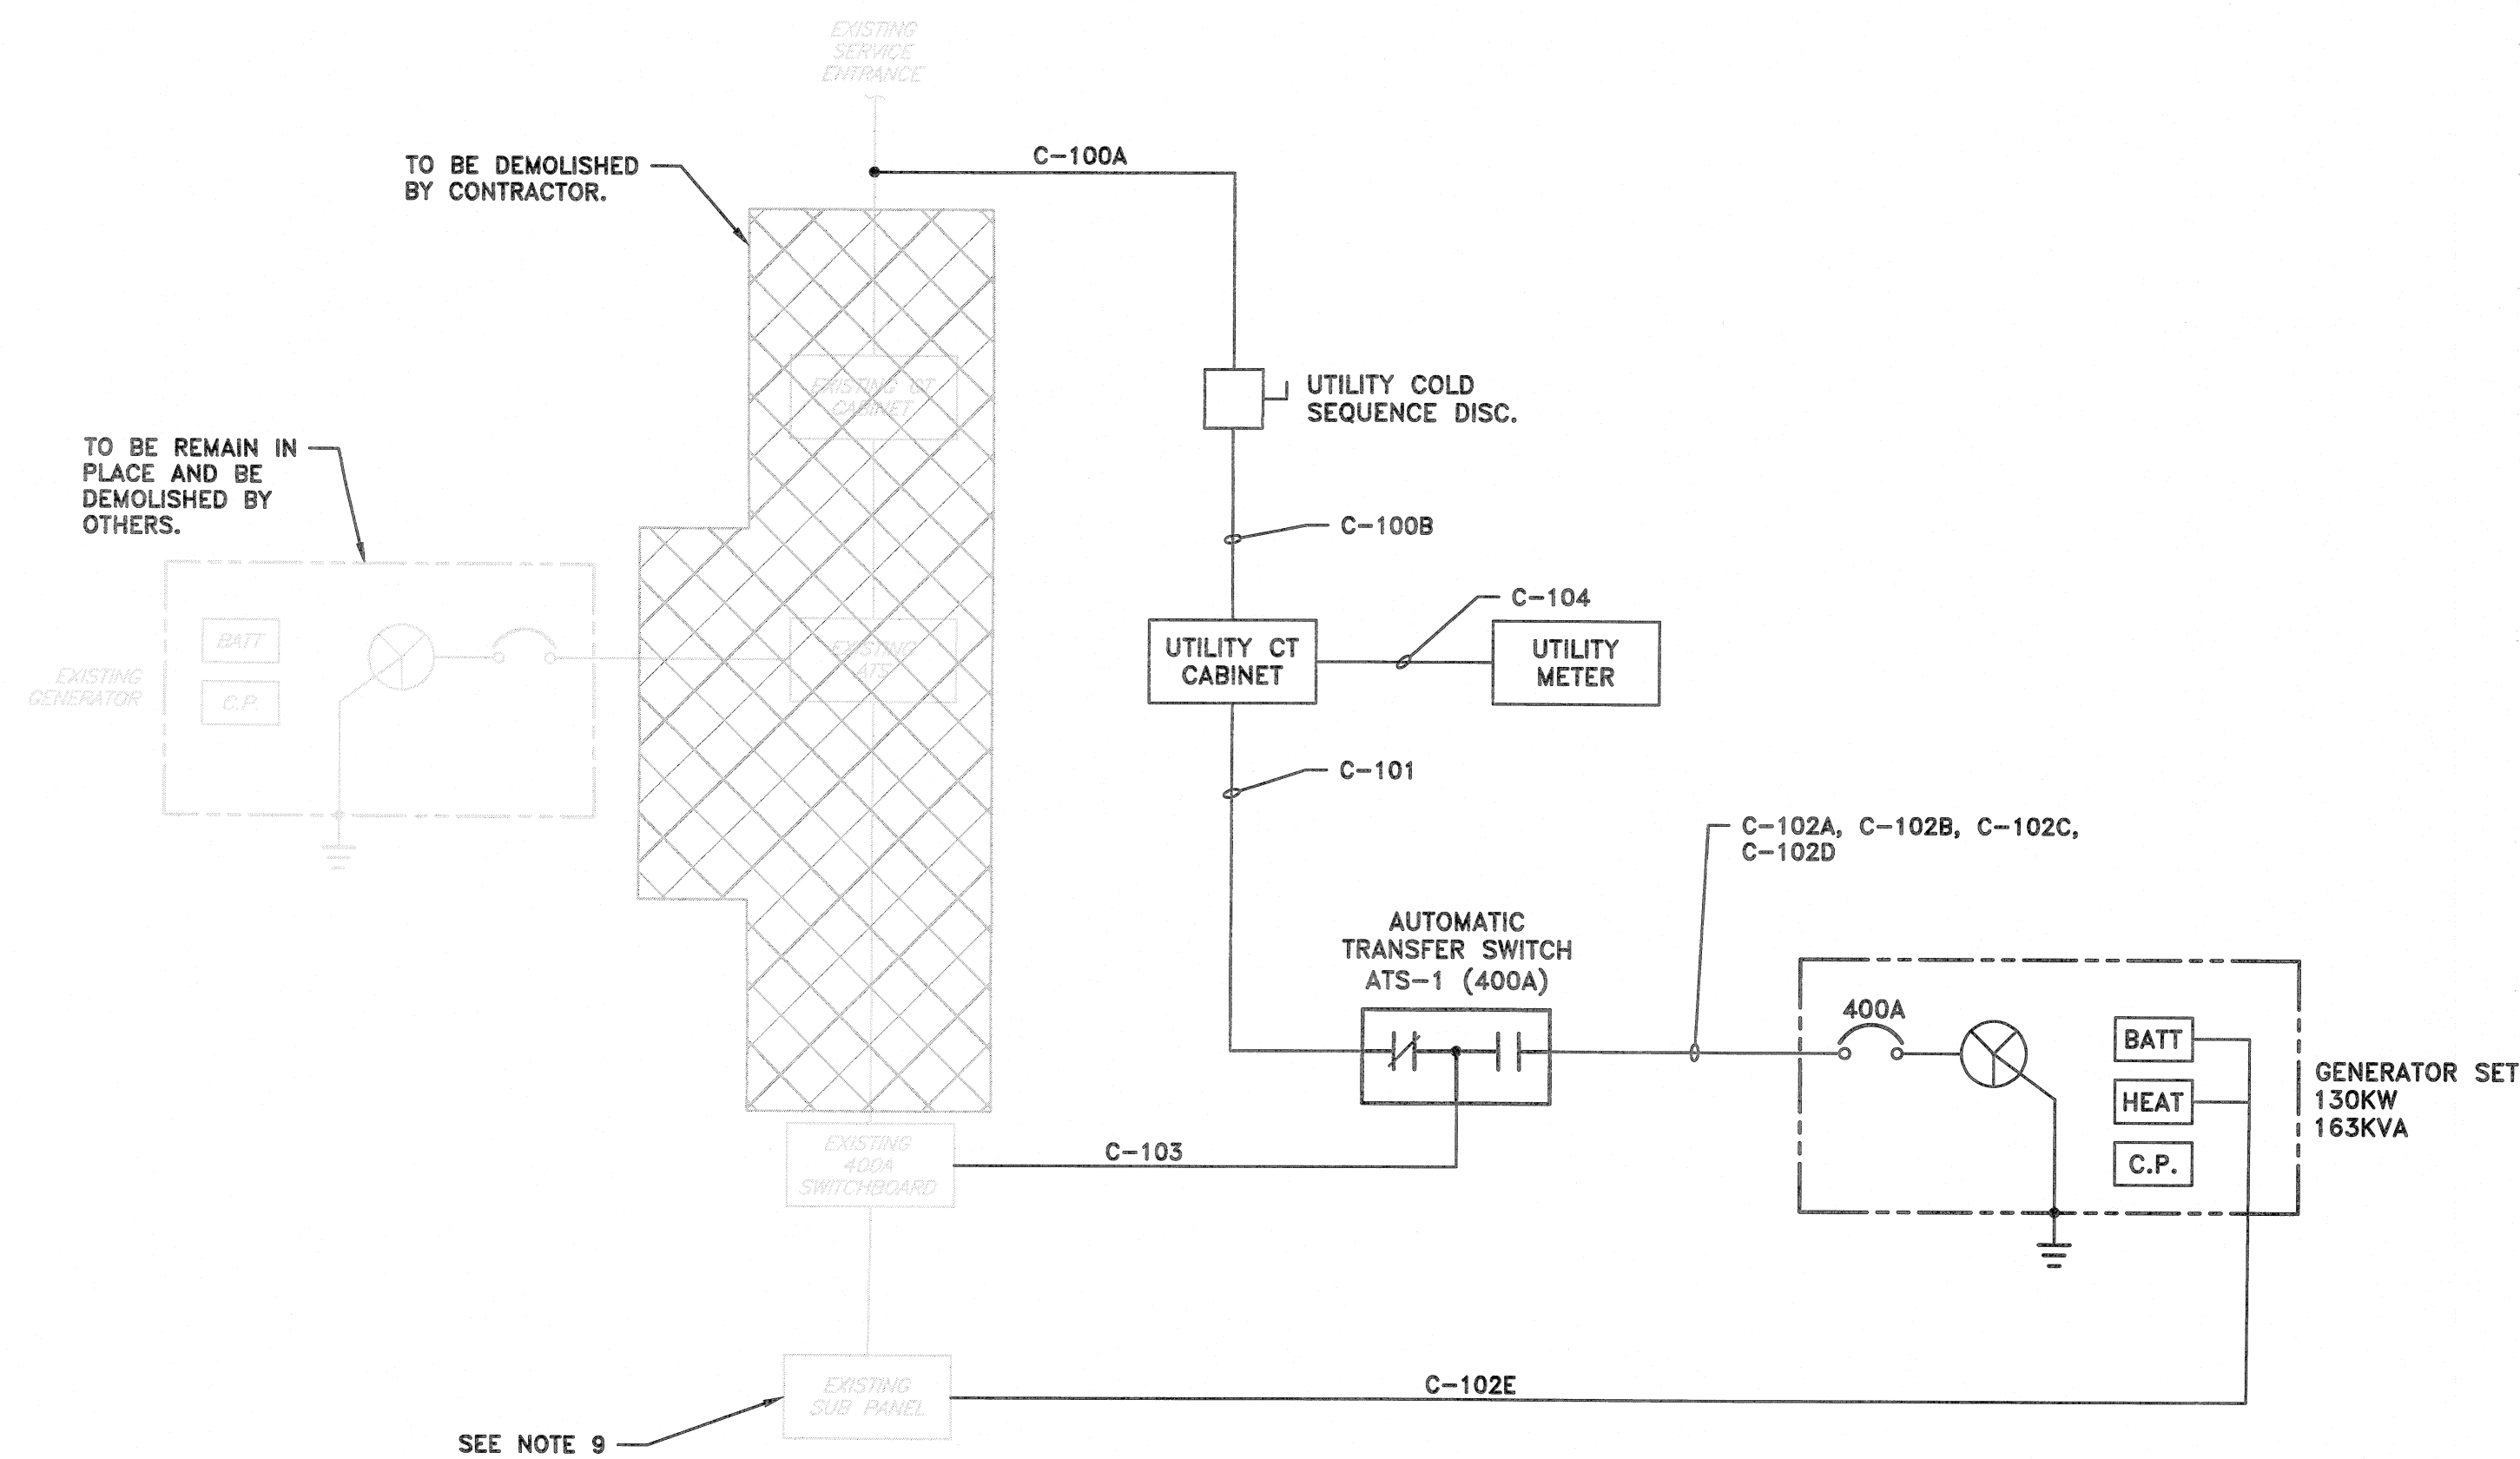 EXISTING
SERVICE
ENTRANCE
C-100A
TO BE DEMOLISHED
BY CONTRACTOR.
EXISTING CT
CABINET
UTILITY COLD
SEQUENCE DISC.
TO BE REMAIN IN
PLACE AND BE
DEMOLISHED BY
OTHERS.
C-100B
C-104
BATT
C.P.
EXISTING
GENERATOR
EXISTING
ATS
UTILITY CT
CABINET
UTILITY
METER
C-101
C-102A, C-102B, C-102C,
C-102D
AUTOMATIC
TRANSFER SWITCH
ATS-1 (400A)
400A
BATT
HEAT
C.P.
GENERATOR SET
130KW
163KVA
EXISTING
400A
SWITCHBOARD
C-103
EXISTING
SUB PANEL
C-102E
SEE NOTE 9